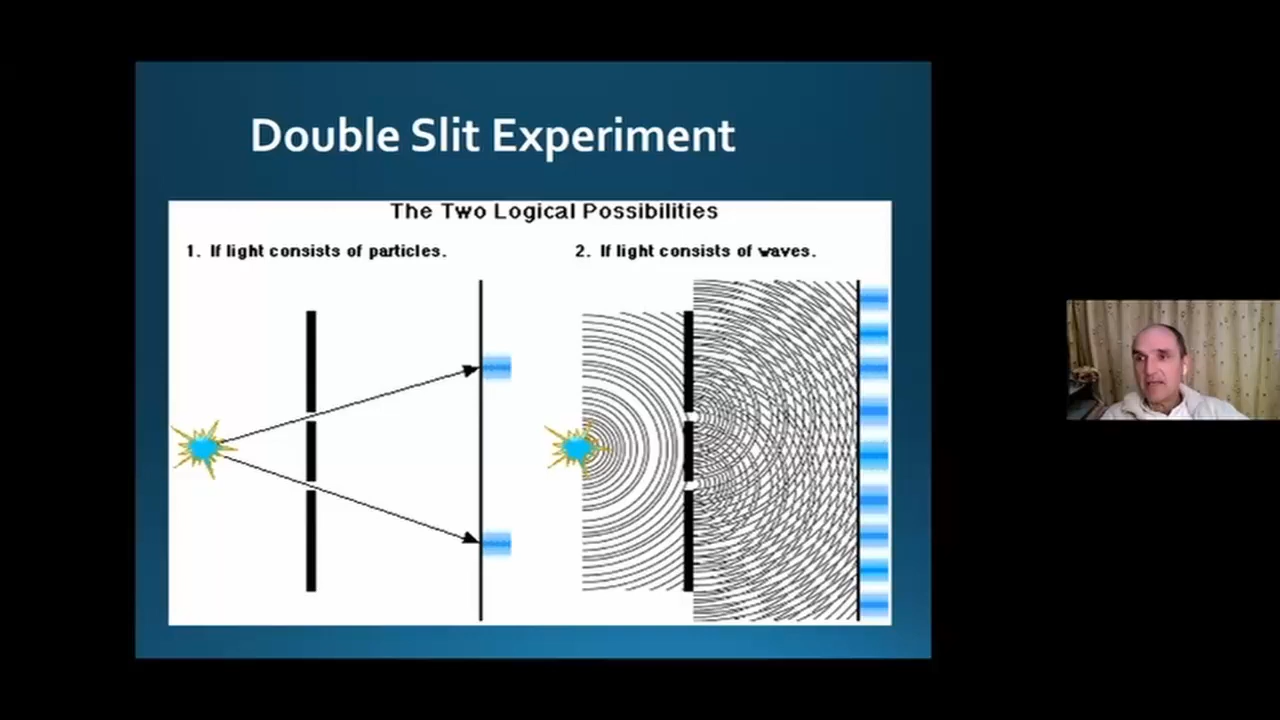 Double Slit Experiment
The Two Logical Possibilities
1. If light consists of particles.
2. If light consists of waves.